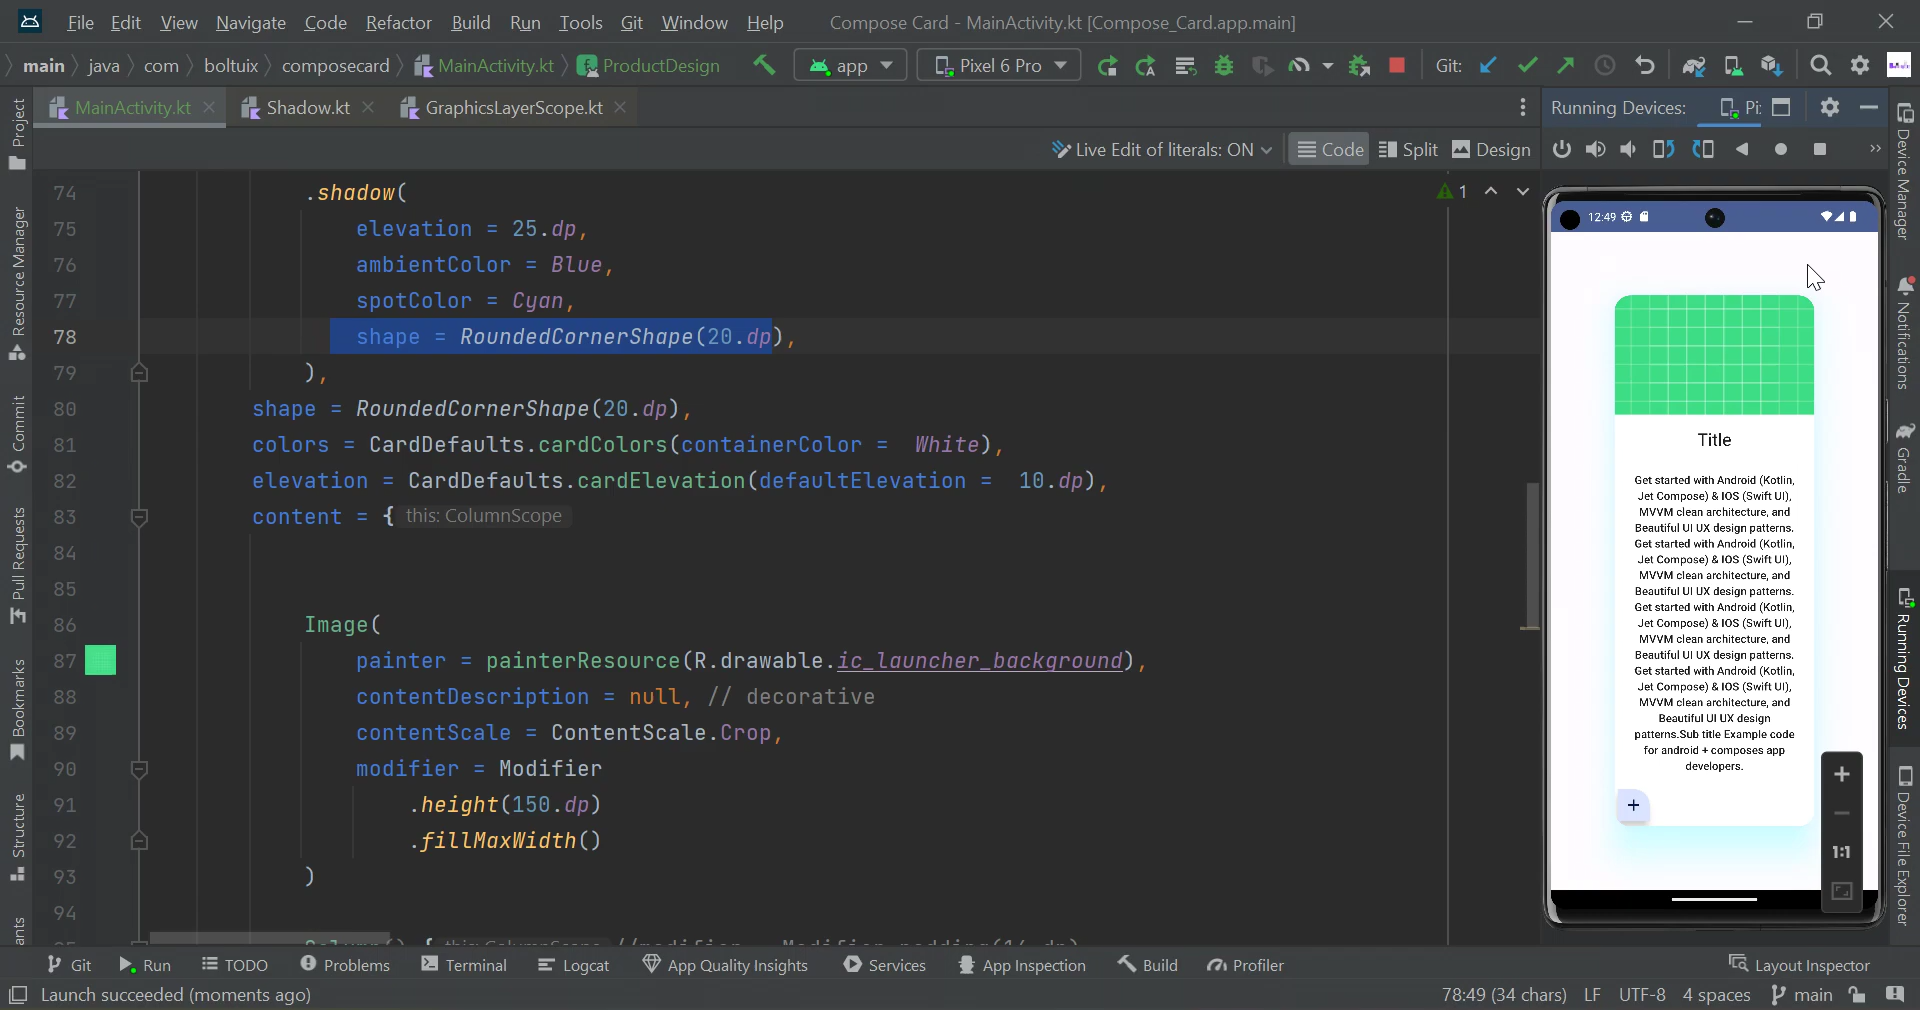 File Edit View Navigate Code Refactor Build Run Tools Git Window Help Compose Card - MainActivity.kt [Compose_Card.app.main]
main java com boltuix composecard MainActivity.kt ProductDesign app Pixel 6 Pro Git:
MainActivity.kt Shadow.kt GraphicsLayerScope.kt Running Devices: Pi
Live Edit of literals: ON Code Split Design
Project
Resource Manager
Commit
Pull Requests
Bookmarks
Structure
ants
74 .shadow(
75 elevation = 25.dp,
76 ambientColor = Blue,
77 spotColor = Cyan,
78 shape = RoundedCornerShape(20.dp),
79 ),
80 shape = RoundedCornerShape(20.dp),
81 colors = CardDefaults.cardColors(containerColor = White),
82 elevation = CardDefaults.cardElevation(defaultElevation = 10.dp),
83 content = { this: ColumnScope
84
85
86 Image(
87 painter = painterResource(R.drawable.ic_launcher_background),
88 contentDescription = null, // decorative
89 contentScale = ContentScale.Crop,
90 modifier = Modifier
91 .height(150.dp)
92 .fillMaxWidth()
93 )
94
1
12:49
Title
Get started with Android (Kotlin,
Jet Compose) & IOS (Swift UI),
MVVM clean architecture, and
Beautiful UI UX design patterns.
Get started with Android (Kotlin,
Jet Compose) & IOS (Swift UI),
MVVM clean architecture, and
Beautiful UI UX design patterns.
Get started with Android (Kotlin,
Jet Compose) & IOS (Swift UI),
MVVM clean architecture, and
Beautiful UI UX design patterns.
Get started with Android (Kotlin,
Jet Compose) & IOS (Swift UI),
MVVM clean architecture, and
Beautiful UI UX design
patterns.Sub title Example code
for android + composes app
developers.
+
1:1
Device Manager
Notifications
Gradle
Running Devices
Device File Explorer
Git Run TODO Problems Terminal Logcat App Quality Insights Services App Inspection Build Profiler Layout Inspector
Launch succeeded (moments ago) 78:49 (34 chars) LF UTF-8 4 spaces main